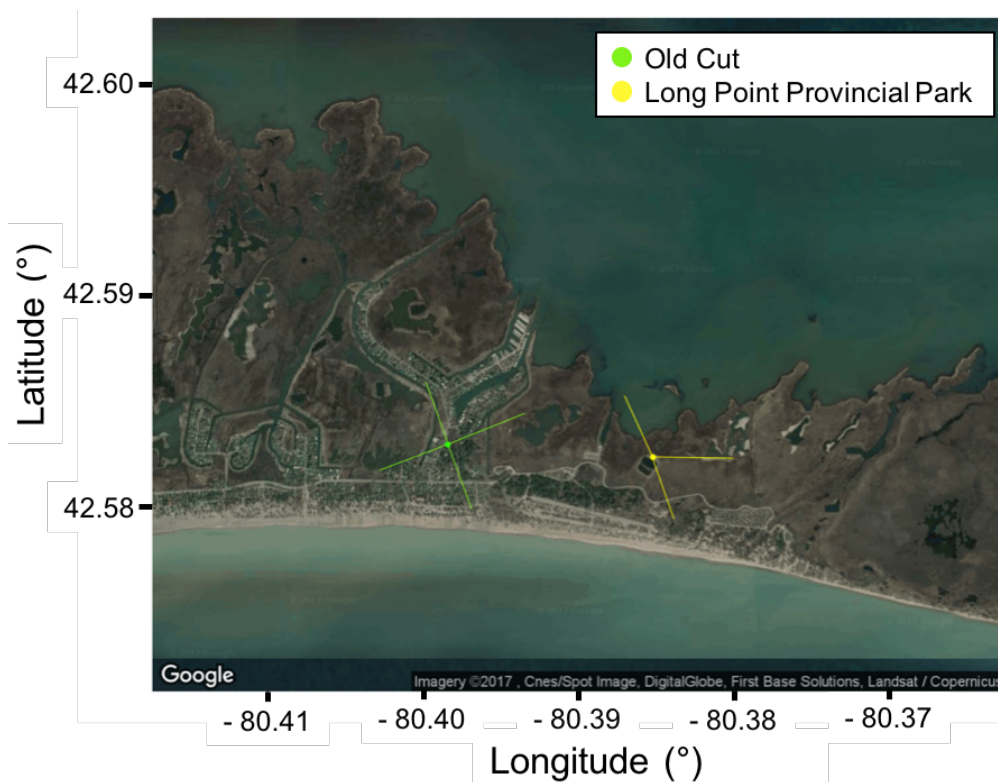 Old Cut
Long Point Provincial Park
42.60
42.59
42.58
Latitude (°)
Google
Imagery ©2017 , Cnes/Spot Image, DigitalGlobe, First Base Solutions, Landsat / Copernicus
- 80.41
- 80.40
- 80.39
- 80.38
- 80.37
Longitude (°)